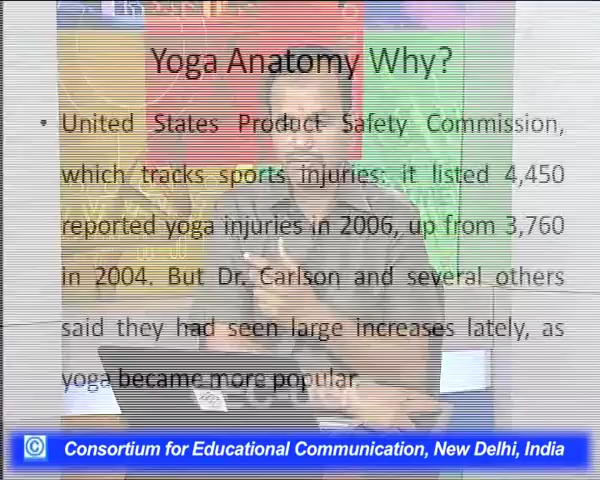 Yoga Anatomy Why?
• United States Product Safety Commission,
which tracks sports injuries: it listed 4,450
reported yoga injuries in 2006, up from 3,760
in 2004. But Dr. Carlson and several others
said they had seen large increases lately, as
yoga became more popular.
© Consortium for Educational Communication, New Delhi, India